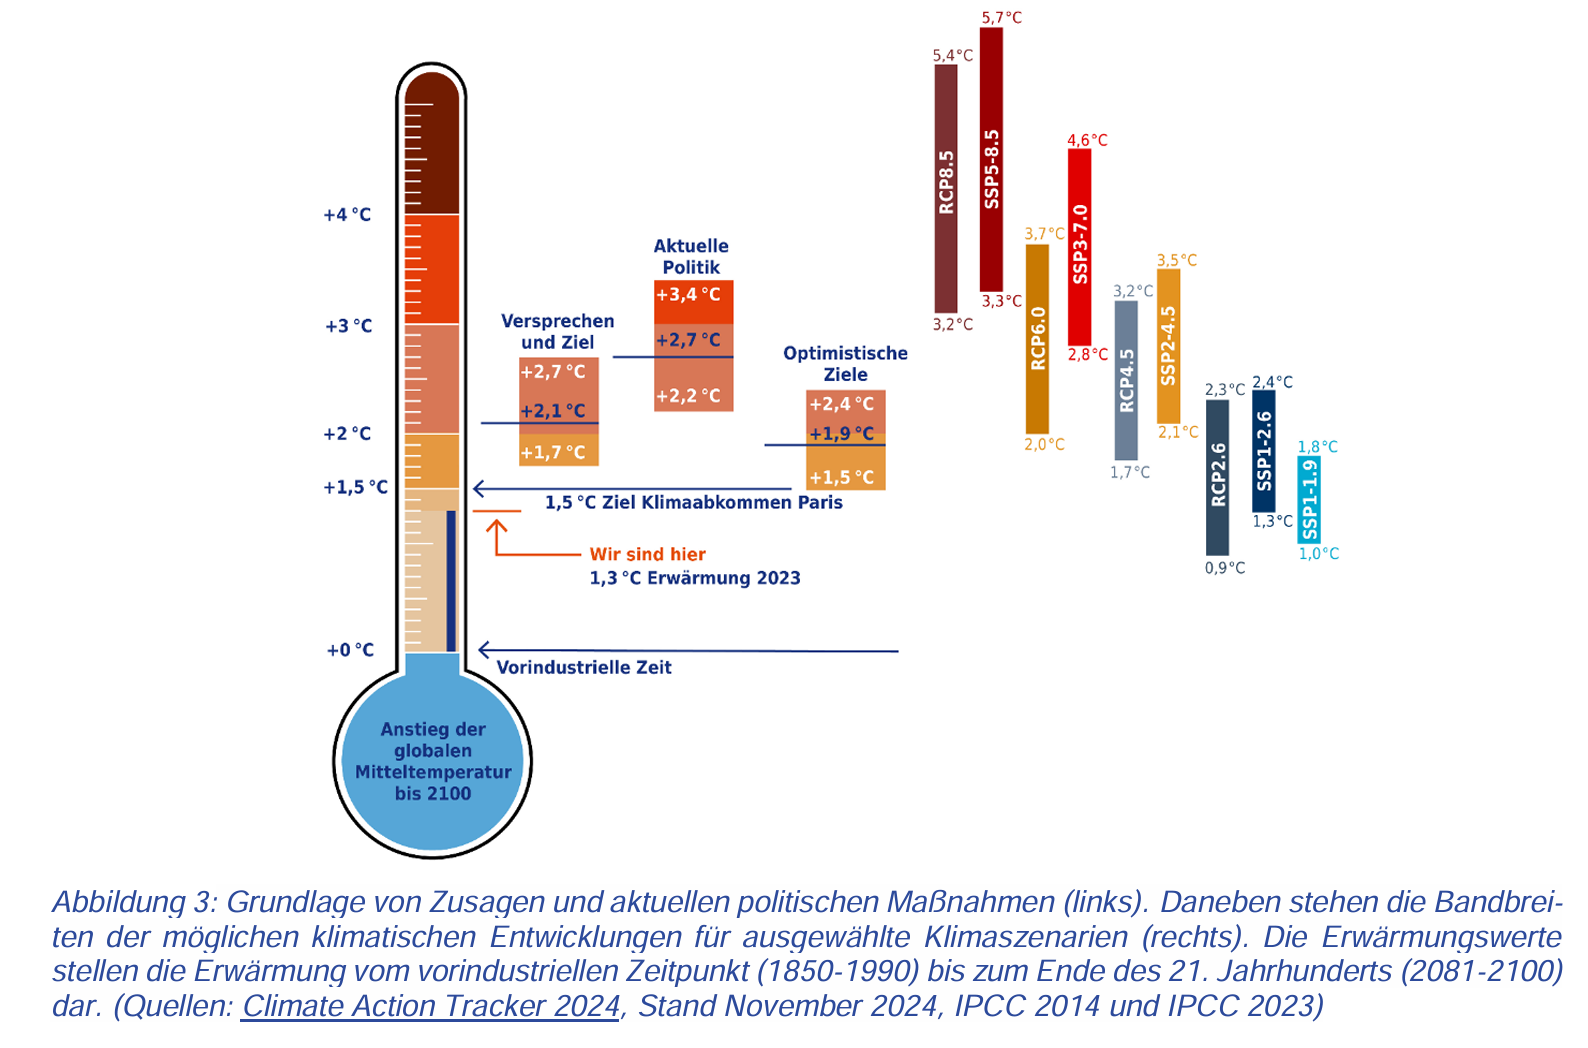 +4 °C
+3 °C
+2 °C
+1,5 °C
+0 °C
Anstieg der
globalen
Mitteltemperatur
bis 2100
Versprechen
und Ziel
+2,7 °C
+2,1 °C
+1,7 °C
Aktuelle
Politik
+3,4 °C
+2,7 °C
+2,2 °C
Optimistische
Ziele
+2,4 °C
+1,9 °C
+1,5 °C
1,5 °C Ziel Klimaabkommen Paris
Wir sind hier
1,3 °C Erwärmung 2023
Vorindustrielle Zeit
5,4°C
RCP8.5
3,2°C
5,7°C
SSP5-8.5
3,3°C
3,7°C
RCP6.0
2,0°C
4,6°C
SSP3-7.0
2,8°C
3,2°C
RCP4.5
1,7°C
3,5°C
SSP2-4.5
2,1°C
2,3°C
RCP2.6
0,9°C
2,4°C
SSP1-2.6
1,3°C
1,8°C
SSP1-1.9
1,0°C
Abbildung 3: Grundlage von Zusagen und aktuellen politischen Maßnahmen (links). Daneben stehen die Bandbrei-
ten der möglichen klimatischen Entwicklungen für ausgewählte Klimaszenarien (rechts). Die Erwärmungswerte
stellen die Erwärmung vom vorindustriellen Zeitpunkt (1850-1990) bis zum Ende des 21. Jahrhunderts (2081-2100)
dar. (Quellen: Climate Action Tracker 2024, Stand November 2024, IPCC 2014 und IPCC 2023)